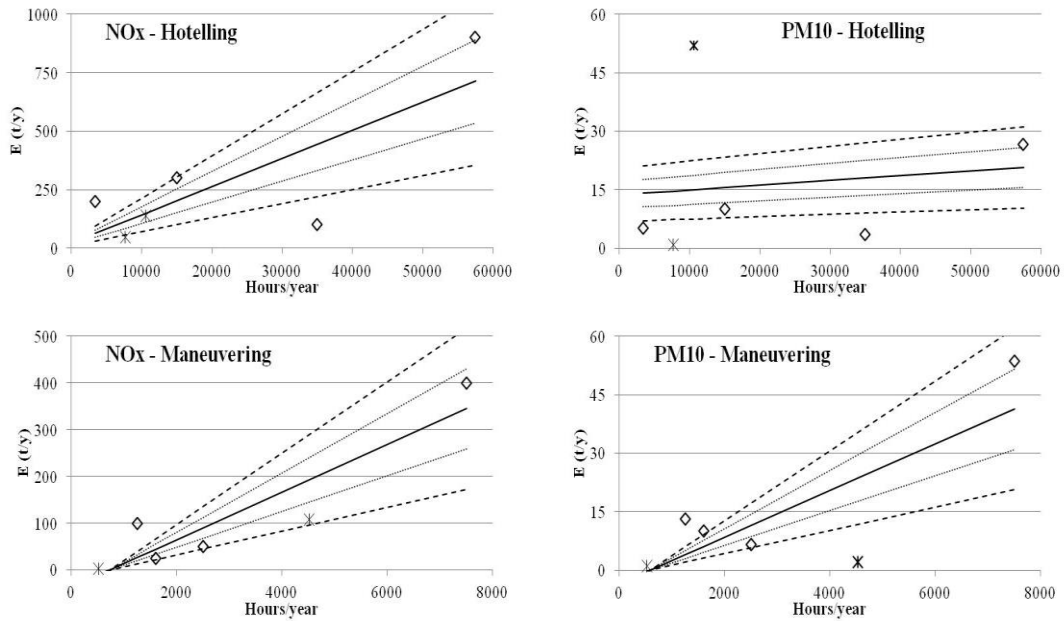 NOx - Hotelling
1000
750
500
250
0
E (t/y)
0 10000 20000 30000 40000 50000 60000
Hours/year
PM10 - Hotelling
60
45
30
15
0
E (t/y)
0 10000 20000 30000 40000 50000 60000
Hours/year
NOx - Maneuvering
500
400
300
200
100
0
E (t/y)
0 2000 4000 6000 8000
Hours/year
PM10 - Maneuvering
60
45
30
15
0
E (t/y)
0 2000 4000 6000 8000
Hours/year